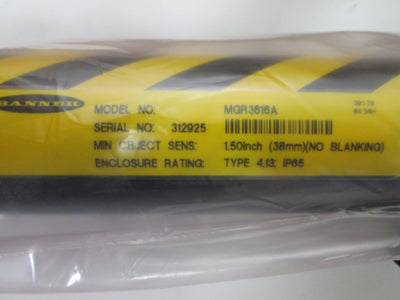 BANNER
MODEL NO: MGR3616A
SERIAL NO: 312925
MIN OBJECT SENS: 1.50inch (38mm)(NO BLANKING)
ENCLOSURE RATING: TYPE 4,13; IP65